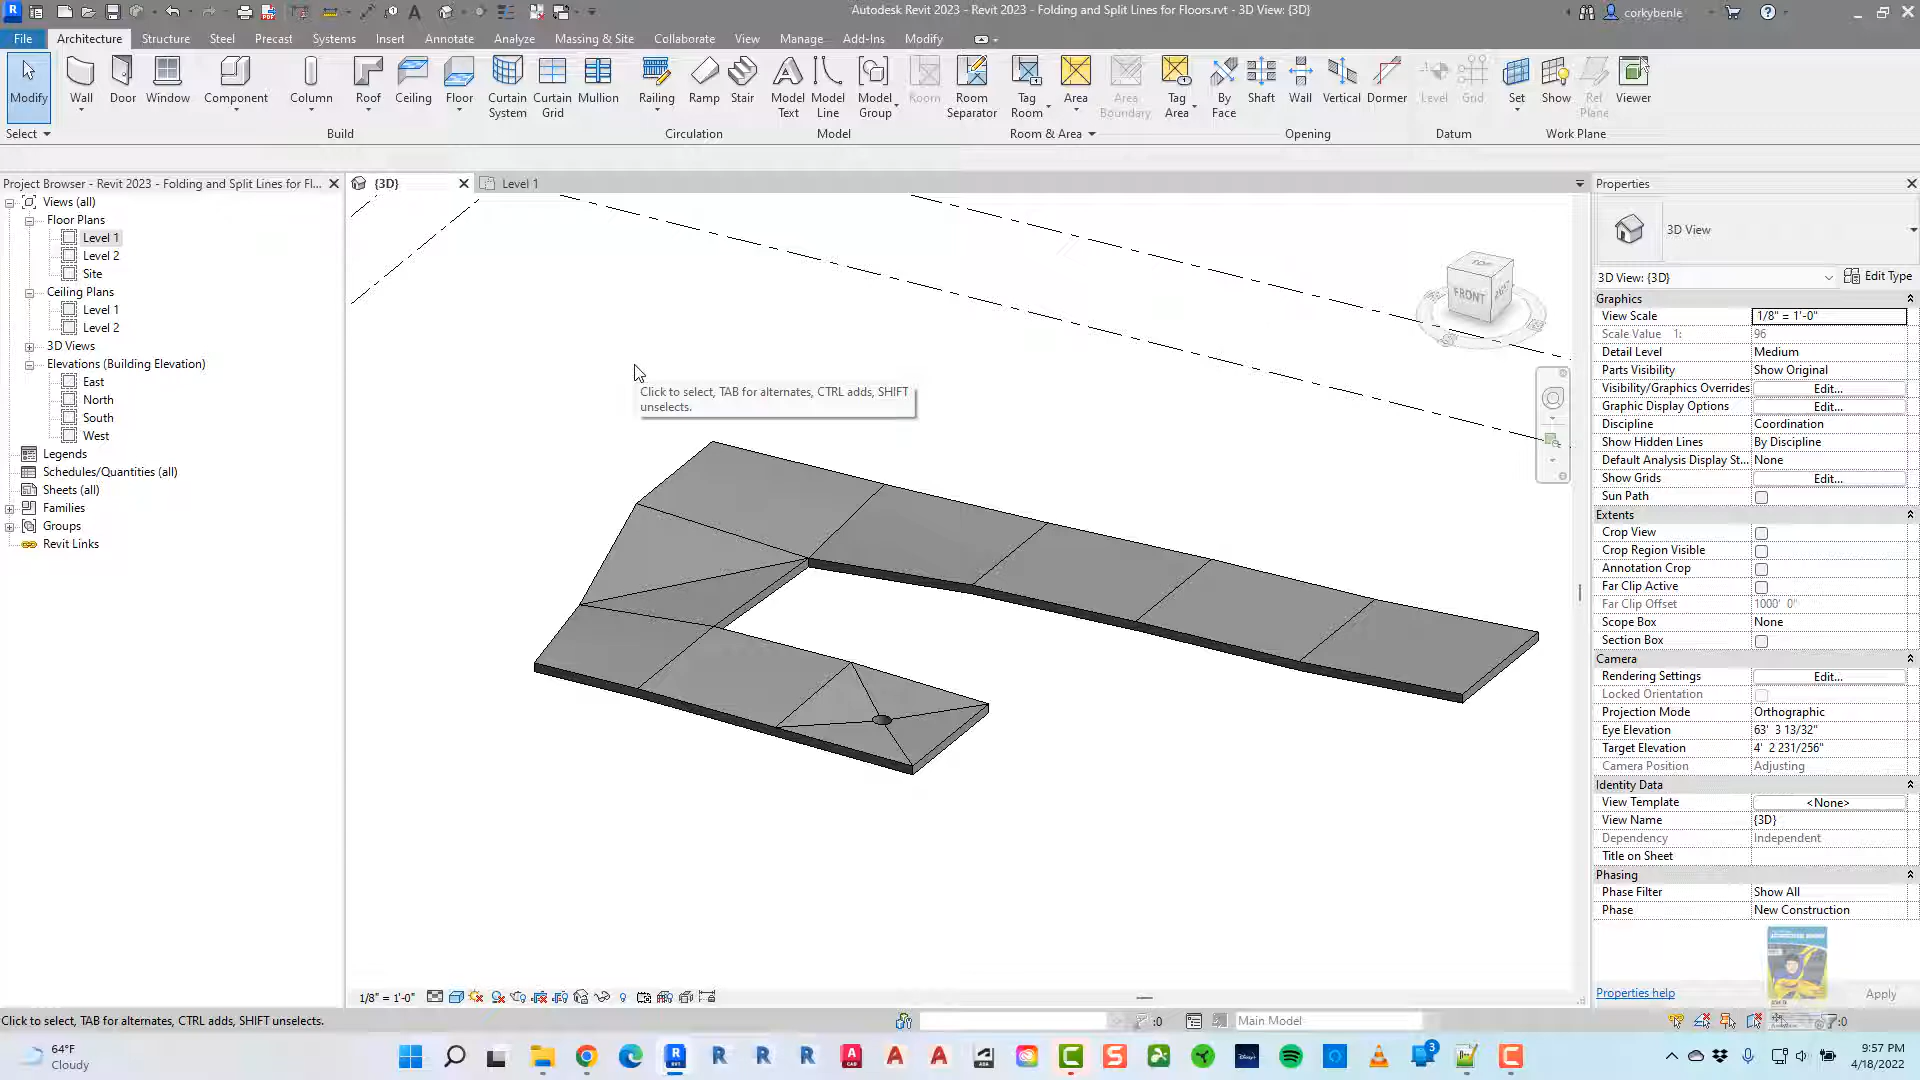 Autodesk Revit 2023 - Revit 2023 - Folding and Split Lines for Floors.rvt - 3D View: {3D}
corkybenle
File Architecture Structure Steel Precast Systems Insert Annotate Analyze Massing & Site Collaborate View Manage Add-Ins Modify
Modify Wall Door Window Component Column Roof Ceiling Floor Curtain System Curtain Grid Mullion Railing Ramp Stair Model Text Model Line Model Group Room Room Separator Tag Room Area Area Boundary Tag Area By Face Shaft Wall Vertical Dormer Level Grid Set Show Ref Plane Viewer
Select Build Circulation Model Room & Area Opening Datum Work Plane
Project Browser - Revit 2023 - Folding and Split Lines for Fl...
{3D}
Level 1
Properties
Views (all)
Floor Plans
Level 1
Level 2
Site
Ceiling Plans
Level 1
Level 2
3D Views
Elevations (Building Elevation)
East
North
South
West
Legends
Schedules/Quantities (all)
Sheets (all)
Families
Groups
Revit Links
Click to select, TAB for alternates, CTRL adds, SHIFT
unselects.
TOP
FRONT
3D View
3D View: {3D} Edit Type
Graphics
View Scale 1/8" = 1'-0"
Scale Value 1: 96
Detail Level Medium
Parts Visibility Show Original
Visibility/Graphics Overrides Edit...
Graphic Display Options Edit...
Discipline Coordination
Show Hidden Lines By Discipline
Default Analysis Display St... None
Show Grids Edit...
Sun Path
Extents
Crop View
Crop Region Visible
Annotation Crop
Far Clip Active
Far Clip Offset 1000' 0"
Scope Box None
Section Box
Camera
Rendering Settings Edit...
Locked Orientation
Projection Mode Orthographic
Eye Elevation 63' 3 13/32"
Target Elevation 4' 2 231/256"
Camera Position Adjusting
Identity Data
View Template <None>
View Name {3D}
Dependency Independent
Title on Sheet
Phasing
Phase Filter Show All
Phase New Construction
Properties help Apply
1/8" = 1'-0"
Click to select, TAB for alternates, CTRL adds, SHIFT unselects.
:0
Main Model
:0
64°F
Cloudy
3
9:57 PM
4/18/2022